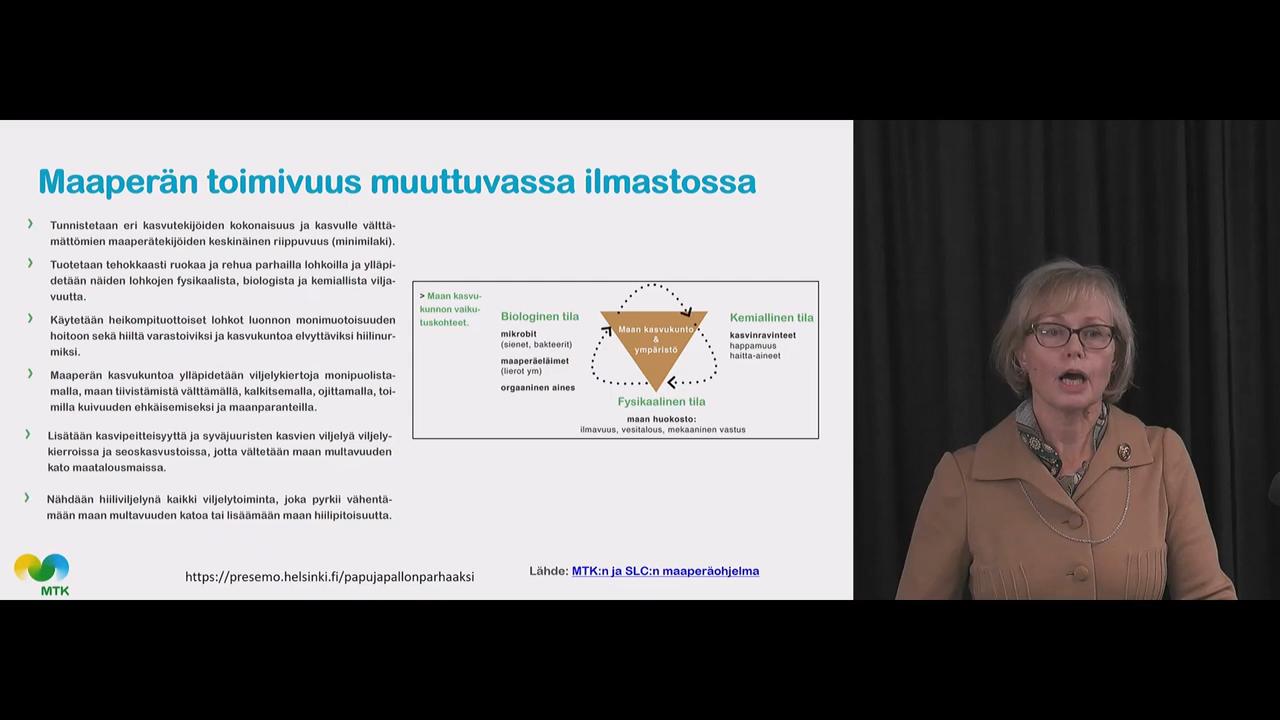 Maaperän toimivuus muuttuvassa ilmastossa
Tunnistetaan eri kasvutekijöiden kokonaisuus ja kasvulle välttä-
mättömien maaperätekijöiden keskinäinen riippuvuus (minimilaki).
Tuotetaan tehokkaasti ruokaa ja rehua parhailla lohkoilla ja ylläpi-
detään näiden lohkojen fysikaalista, biologista ja kemiallista vilja-
vuutta.
Käytetään heikompituottoiset lohkot luonnon monimuotoisuuden
hoitoon sekä hiiltä varastoiviksi ja kasvukuntoa elvyttäviksi hiilinur-
miksi.
Maaperän kasvukuntoa ylläpidetään viljelykiertoja monipuolista-
malla, maan tiivistämistä välttämällä, kalkitsemalla, ojittamalla, toi-
milla kuivuuden ehkäisemiseksi ja maanparanteilla.
Lisätään kasvipeitteisyyttä ja syväjuuristen kasvien viljelyä viljely-
kierroissa ja seoskasvustoissa, jotta vältetään maan multavuuden
kato maatalousmaissa.
Nähdään hiiliviljelynä kaikki viljelytoiminta, joka pyrkii vähentä-
mään maan multavuuden katoa tai lisäämään maan hiilipitoisuutta.
> Maan kasvu-
kunnon vaiku-
tuskohteet.
Biologinen tila
mikrobit
(sienet, bakteerit)
maaperäeläimet
(lierot ym)
orgaaninen aines
Maan kasvukunto
&
ympäristö
Kemiallinen tila
kasvinravinteet
happamuus
haitta-aineet
Fysikaalinen tila
maan huokosto:
ilmavuus, vesitalous, mekaaninen vastus
MTK
https://presemo.helsinki.fi/papujapallonparhaaksi
Lähde: MTK:n ja SLC:n maaperäohjelma